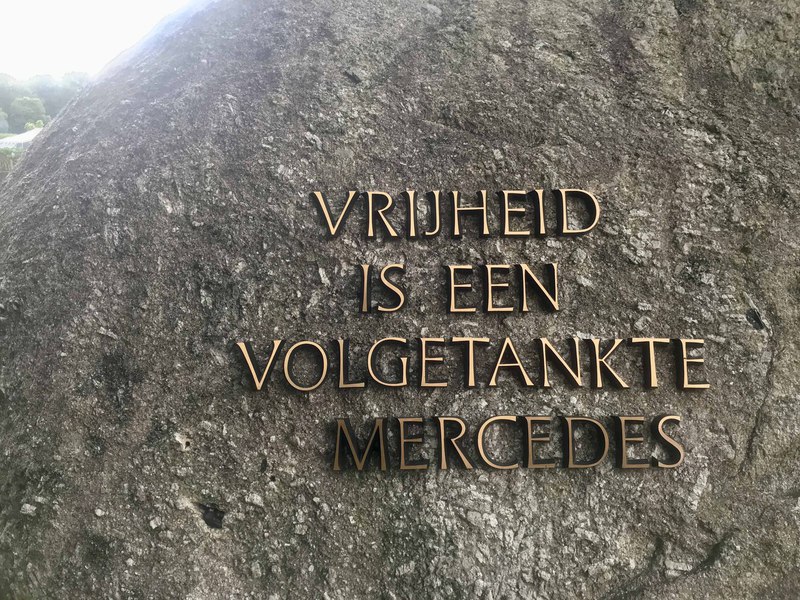 VRIJHEID
IS EEN
VOLGETANKTE
MERCEDES